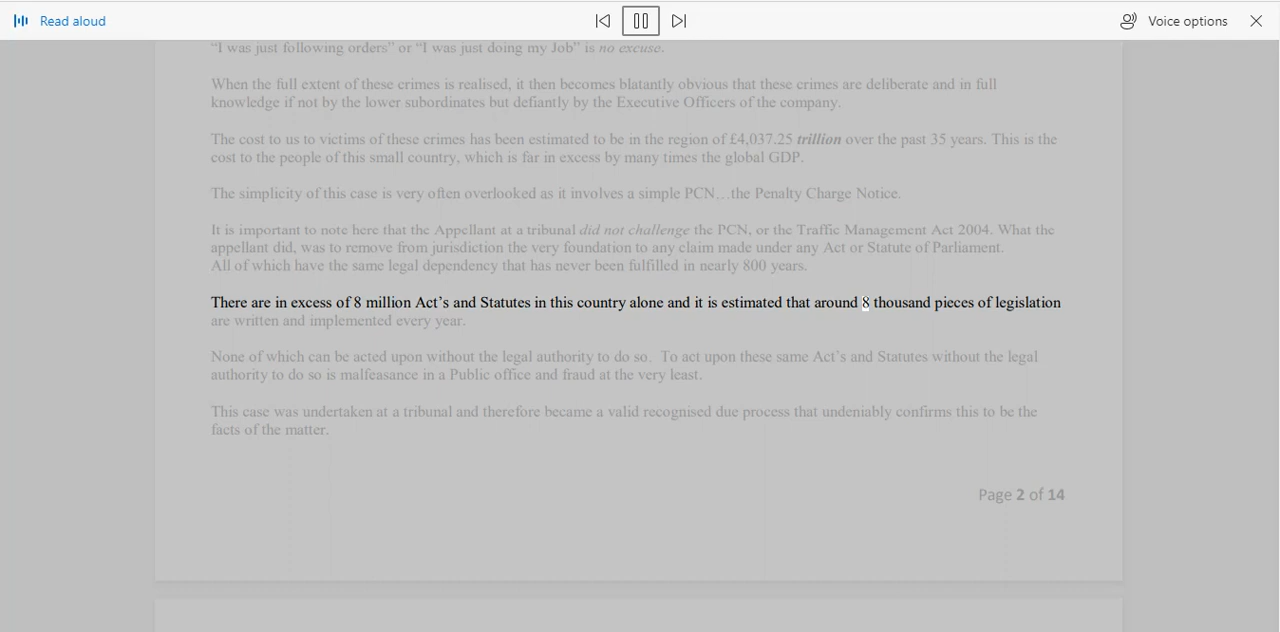 Read aloud
Voice options
“I was just following orders” or “I was just doing my Job” is no excuse.
When the full extent of these crimes is realised, it then becomes blatantly obvious that these crimes are deliberate and in full
knowledge if not by the lower subordinates but defiantly by the Executive Officers of the company.
The cost to us to victims of these crimes has been estimated to be in the region of £4,037.25 trillion over the past 35 years. This is the
cost to the people of this small country, which is far in excess by many times the global GDP.
The simplicity of this case is very often overlooked as it involves a simple PCN…the Penalty Charge Notice.
It is important to note here that the Appellant at a tribunal did not challenge the PCN, or the Traffic Management Act 2004. What the
appellant did, was to remove from jurisdiction the very foundation to any claim made under any Act or Statute of Parliament.
All of which have the same legal dependency that has never been fulfilled in nearly 800 years.
There are in excess of 8 million Act’s and Statutes in this country alone and it is estimated that around 8 thousand pieces of legislation
are written and implemented every year.
None of which can be acted upon without the legal authority to do so.  To act upon these same Act’s and Statutes without the legal
authority to do so is malfeasance in a Public office and fraud at the very least.
This case was undertaken at a tribunal and therefore became a valid recognised due process that undeniably confirms this to be the
facts of the matter.
Page 2 of 14